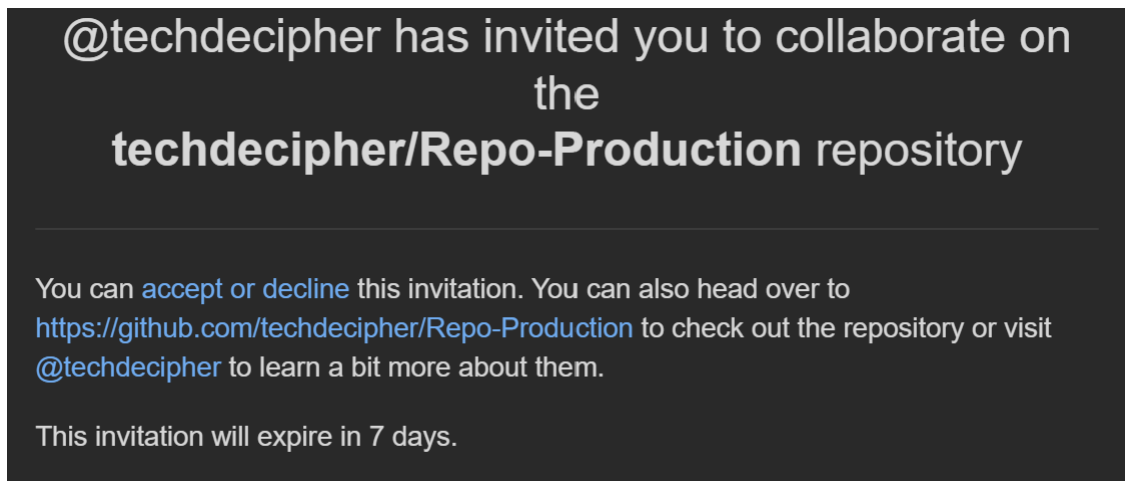 @techdecipher has invited you to collaborate on
the
techdecipher/Repo-Production repository
You can accept or decline this invitation. You can also head over to
https://github.com/techdecipher/Repo-Production to check out the repository or visit
@techdecipher to learn a bit more about them.
This invitation will expire in 7 days.